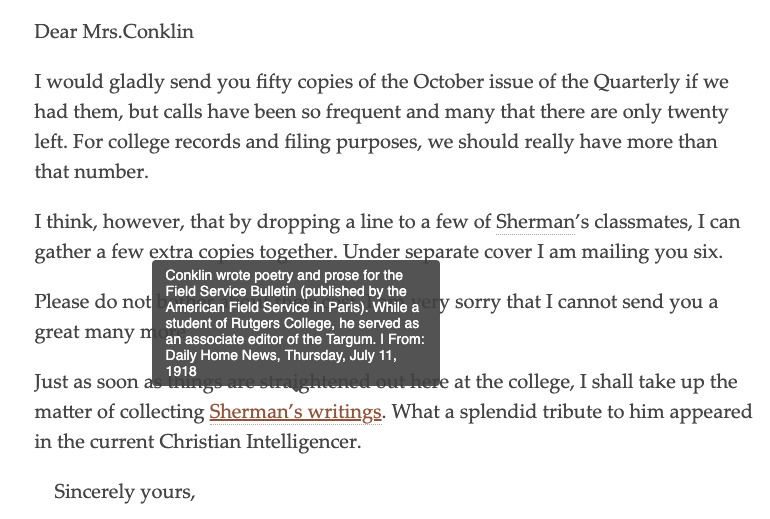 Dear Mrs.Conklin
I would gladly send you fifty copies of the October issue of the Quarterly if we
had them, but calls have been so frequent and many that there are only twenty
left. For college records and filing purposes, we should really have more than
that number.
I think, however, that by dropping a line to a few of Sherman's classmates, I can
gather a few extra copies together. Under separate cover I am mailing you six.
Please do not very sorry that I cannot send you a
great many
Just as soon as things are straightened out here at the college, I shall take up the
matter of collecting Sherman's writings. What a splendid tribute to him appeared
in the current Christian Intelligencer.
Sincerely yours,
Conklin wrote poetry and prose for the
Field Service Bulletin (published by the
American Field Service in Paris). While a
student of Rutgers College, he served as
an associate editor of the Targum. | From:
Daily Home News, Thursday, July 11,
1918